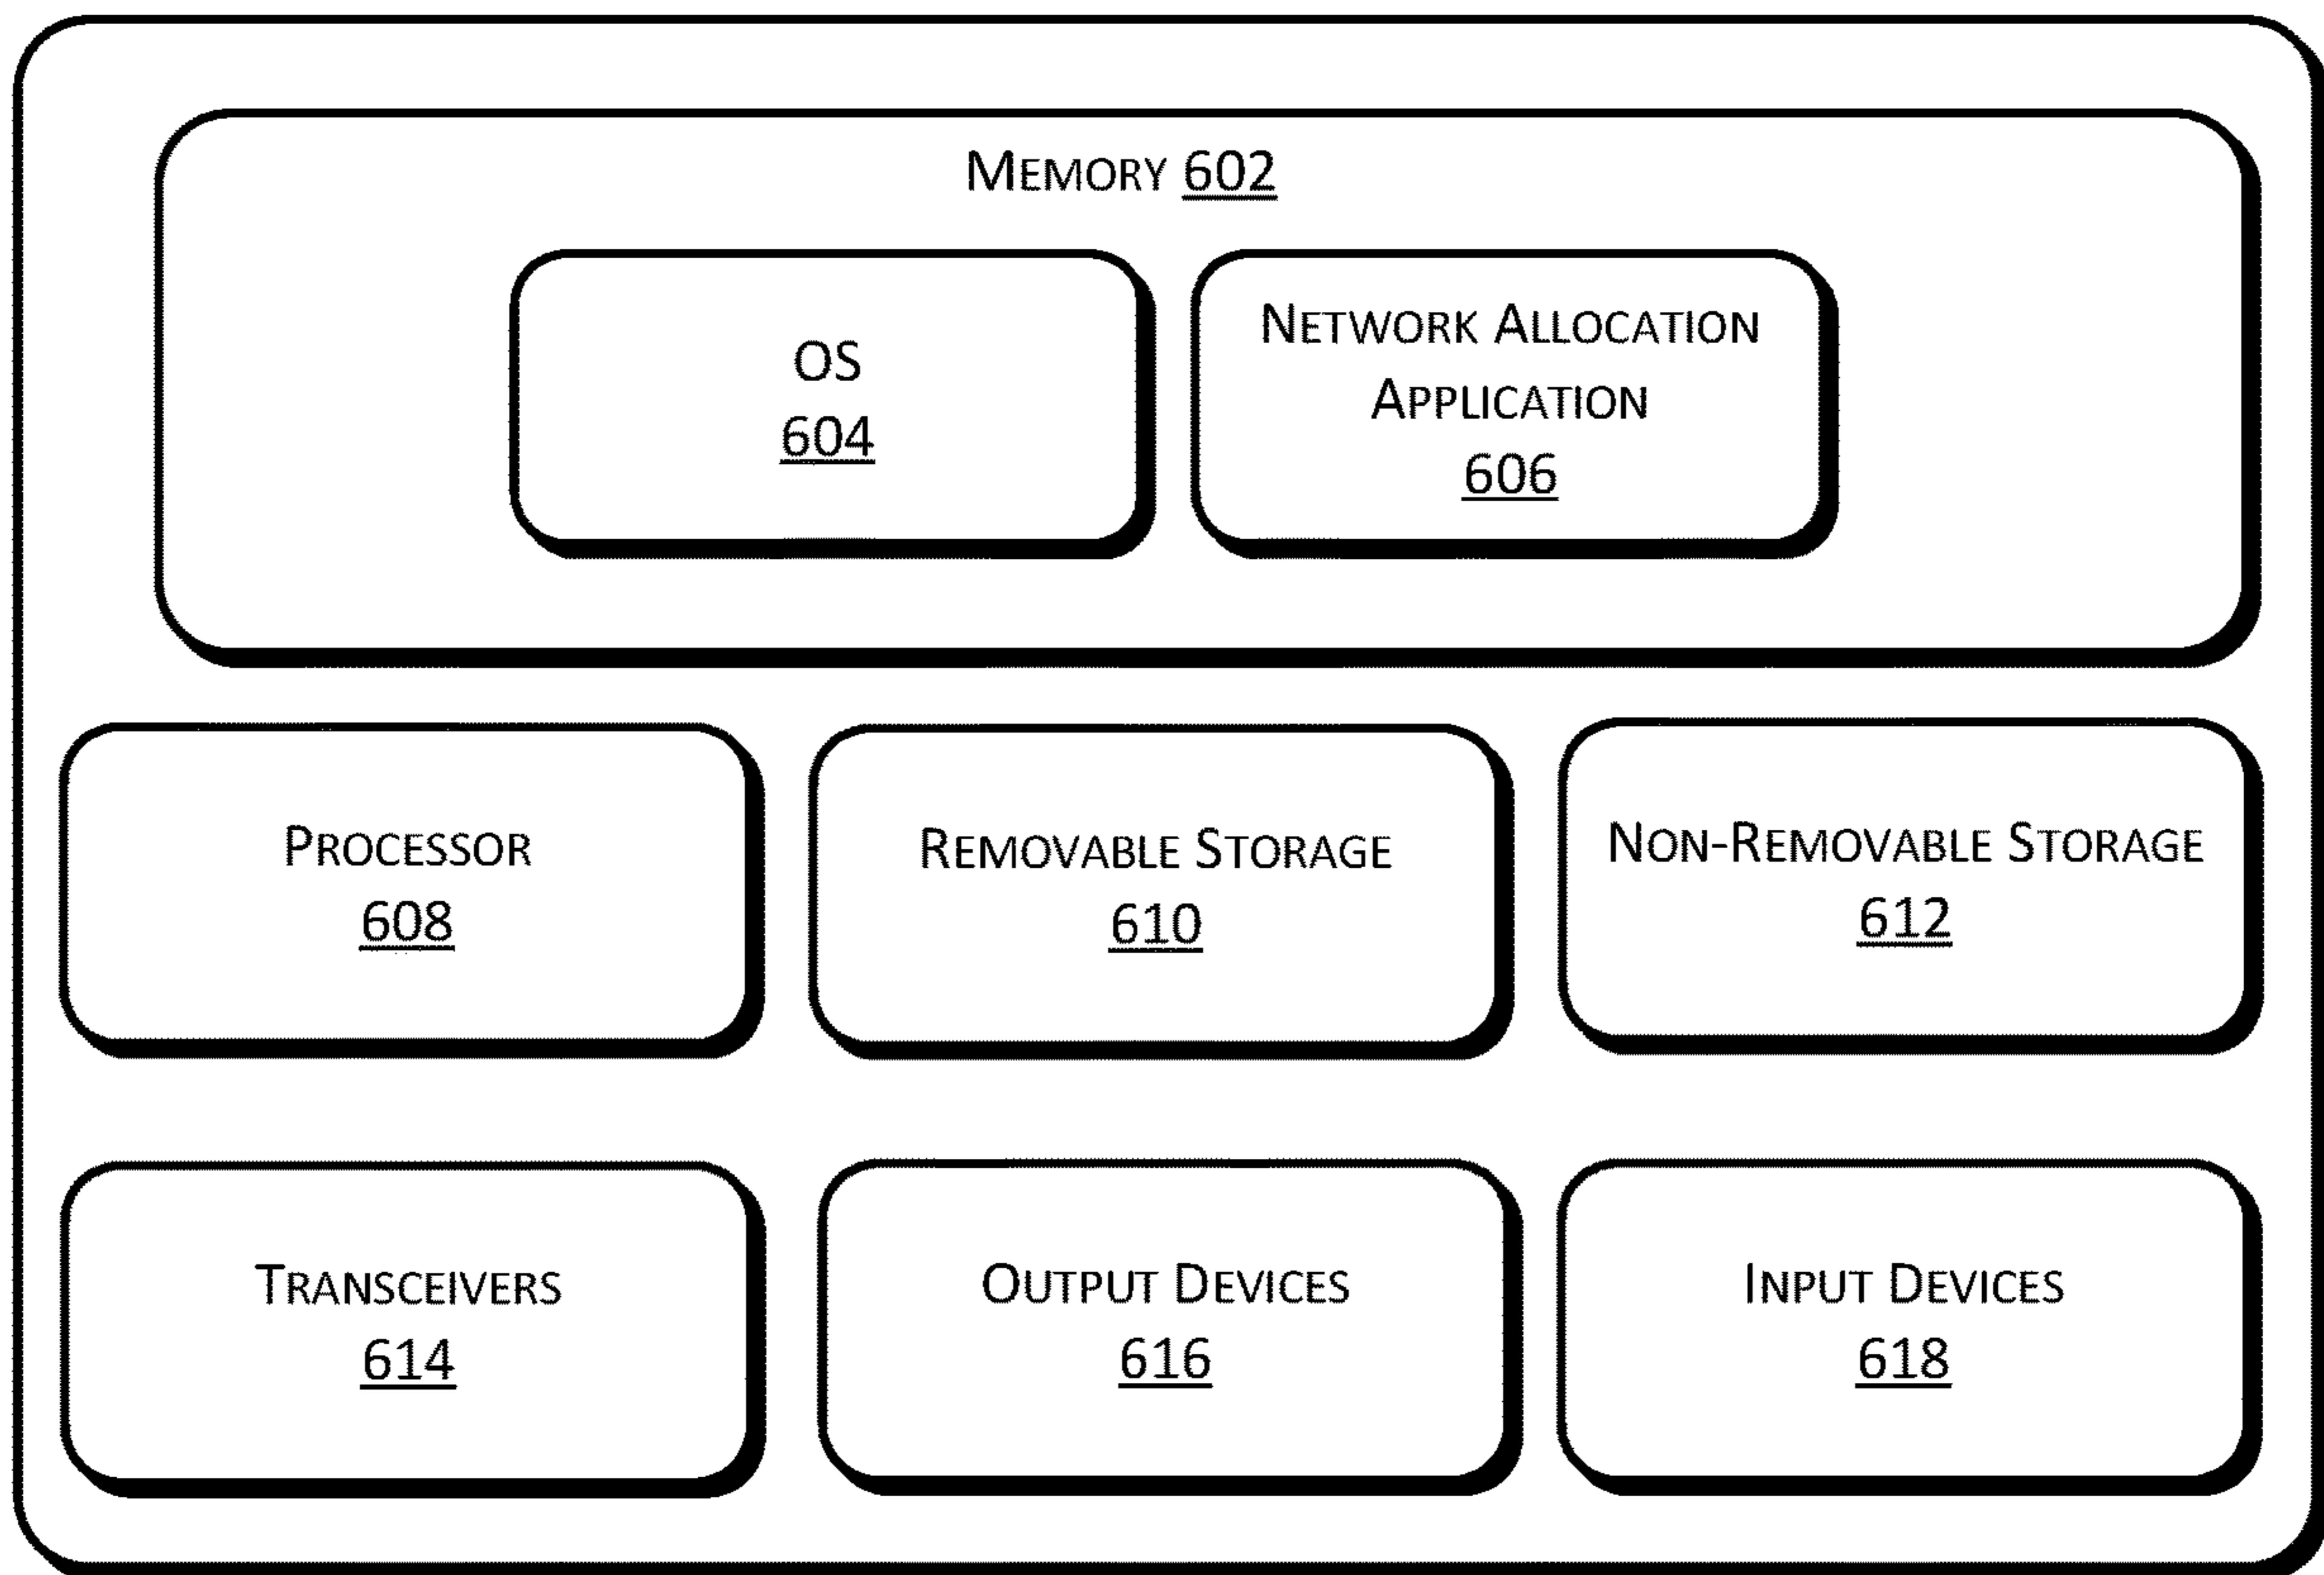 MEMORY 602
OS
604
NETWORK ALLOCATION
APPLICATION
606
PROCESSOR
608
REMOVABLE STORAGE
610
NON-REMOVABLE STORAGE
612
TRANSCEIVERS
614
OUTPUT DEVICES
616
INPUT DEVICES
618